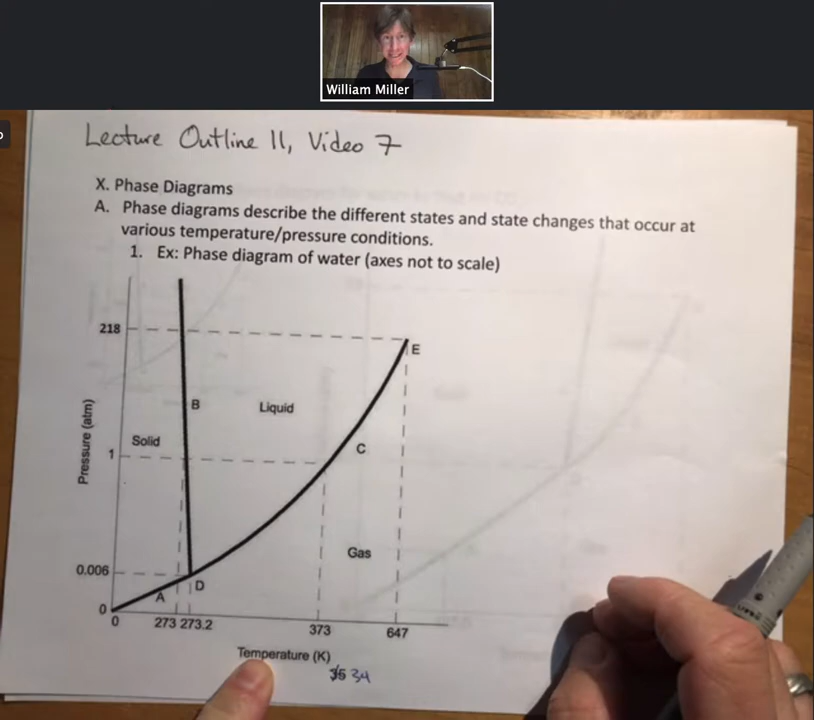 William Miller
Lecture Outline 11, Video 7
X. Phase Diagrams
A. Phase diagrams describe the different states and state changes that occur at
various temperature/pressure conditions.
1. Ex: Phase diagram of water (axes not to scale)
218
E
B
Liquid
Pressure (atm)
Solid
1
C
Gas
0.006
D
A
0
0
273 273.2
373
647
Temperature (K)
34